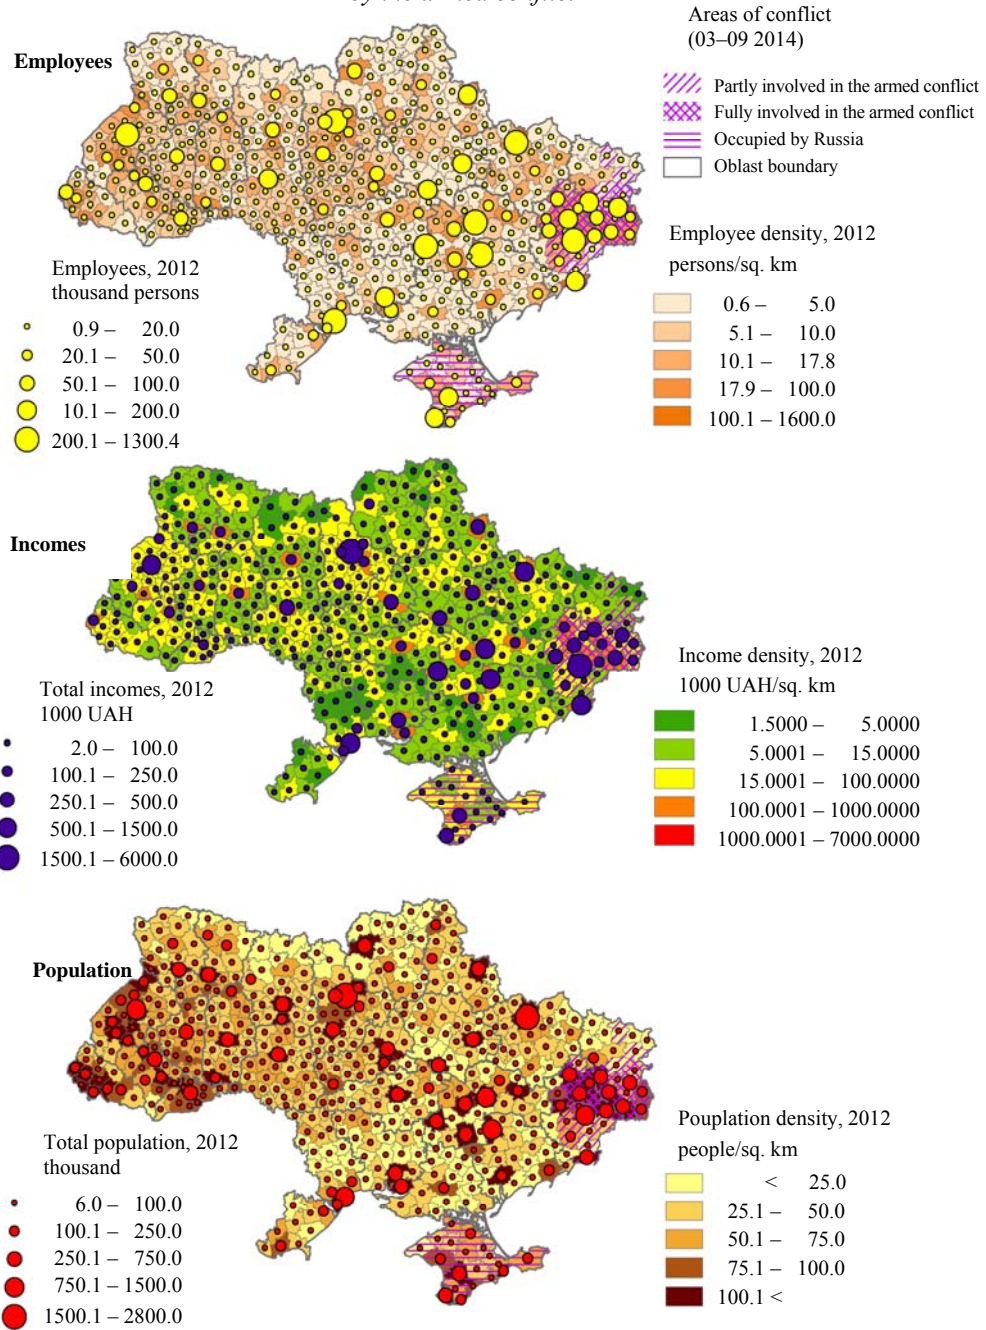 Areas of conflict
(03–09 2014)
Employees
Partly involved in the armed conflict
Fully involved in the armed conflict
Occupied by Russia
Oblast boundary
Employee density, 2012
persons/sq. km
0.6 – 5.0
5.1 – 10.0
10.1 – 17.8
17.9 – 100.0
100.1 – 1600.0
Employees, 2012
thousand persons
0.9 – 20.0
20.1 – 50.0
50.1 – 100.0
10.1 – 200.0
200.1 – 1300.4
Incomes
Total incomes, 2012
1000 UAH
2.0 – 100.0
100.1 – 250.0
250.1 – 500.0
500.1 – 1500.0
1500.1 – 6000.0
Income density, 2012
1000 UAH/sq. km
1.5000 – 5.0000
5.0001 – 15.0000
15.0001 – 100.0000
100.0001 – 1000.0000
1000.0001 – 7000.0000
Population
Total population, 2012
thousand
6.0 – 100.0
100.1 – 250.0
250.1 – 750.0
750.1 – 1500.0
1500.1 – 2800.0
Pouplation density, 2012
people/sq. km
< 25.0
25.1 – 50.0
50.1 – 75.0
75.1 – 100.0
100.1 <